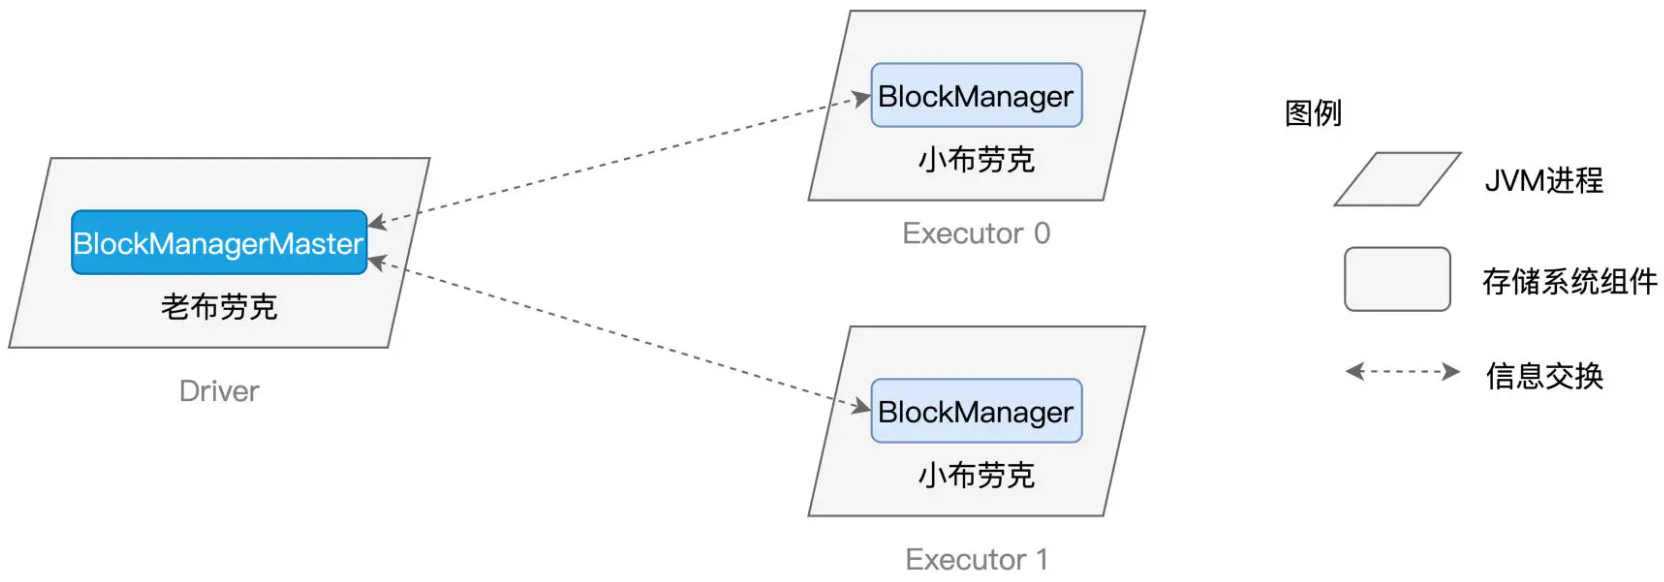 BlockManagerMaster
老布劳克
Driver
BlockManager
小布劳克
Executor 0
BlockManager
小布劳克
Executor 1
图例
JVM进程
存储系统组件
信息交换